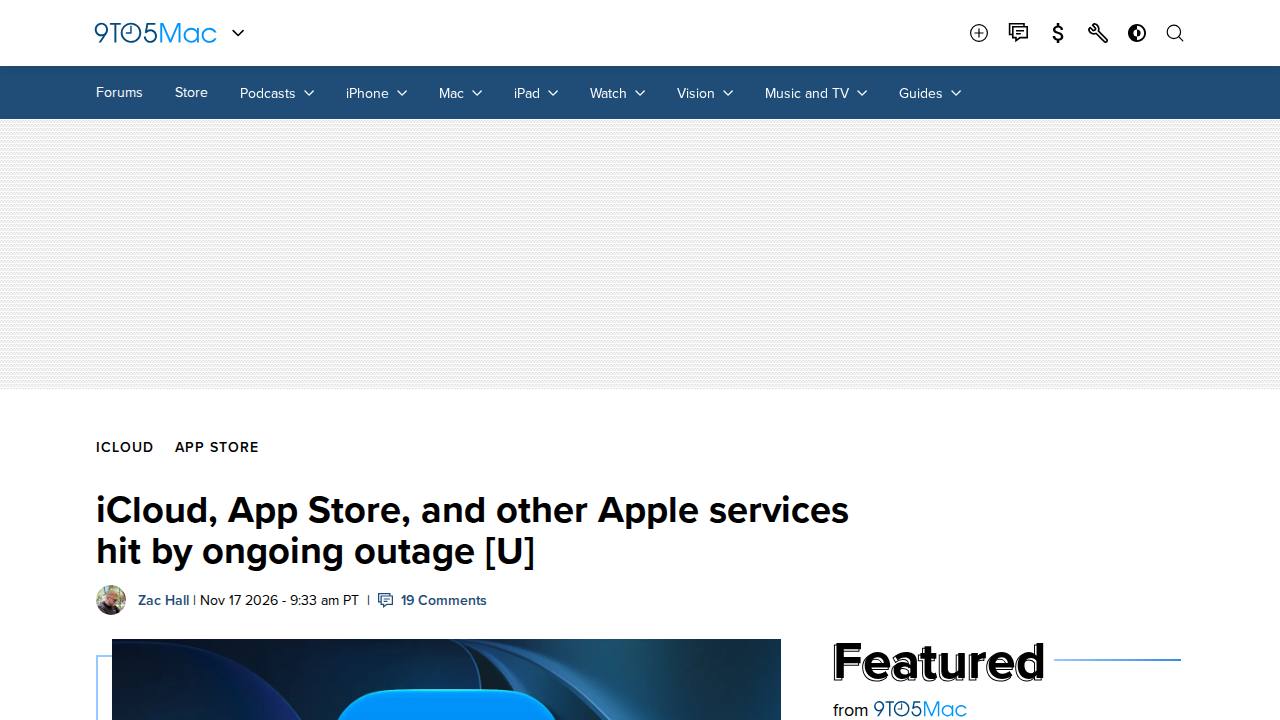 9TO5Mac
Forums Store Podcasts iPhone Mac iPad Watch Vision Music and TV Guides
ICLOUD APP STORE
iCloud, App Store, and other Apple services
hit by ongoing outage [U]
Zac Hall | Nov 17 2026 - 9:33 am PT | 19 Comments
Featured
from 9TO5Mac